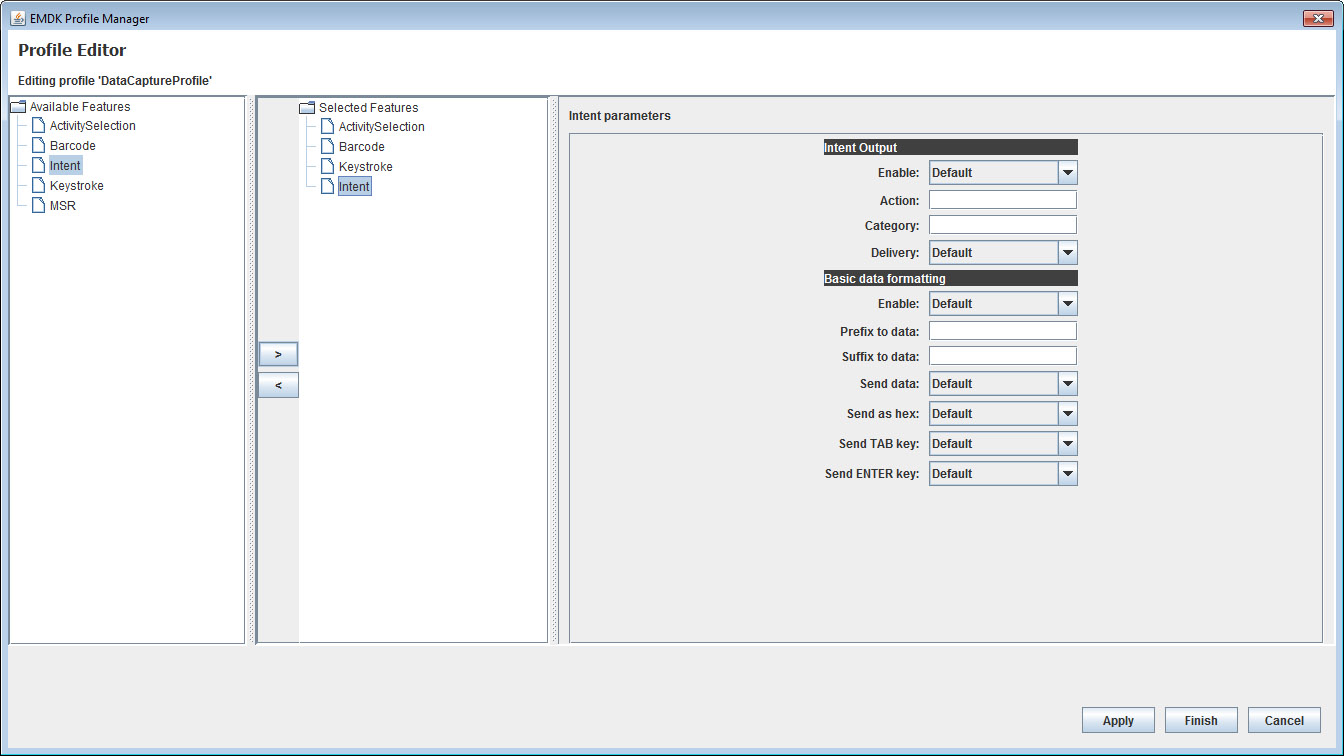 EMDK Profile Manager
Profile Editor
Editing profile 'DataCaptureProfile'
Available Features
ActivitySelection
Barcode
Intent
Keystroke
MSR
>
<
Selected Features
ActivitySelection
Barcode
Keystroke
Intent
Intent parameters
Intent Output
Enable: Default
Action:
Category:
Delivery: Default
Basic data formatting
Enable: Default
Prefix to data:
Suffix to data:
Send data: Default
Send as hex: Default
Send TAB key: Default
Send ENTER key: Default
Apply Finish Cancel